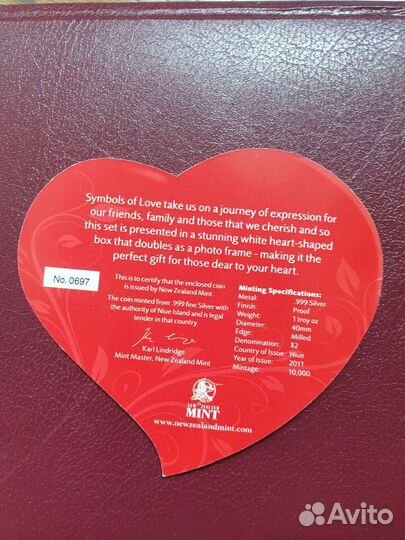 Symbols of Love take us on a journey of expression for
our friends, family and those that we cherish and so
this set is presented in a stunning white heart-shaped
box that doubles as a photo frame - making it the
perfect gift for those dear to your heart.
No. 0697
This is to certify that the enclosed coin
is issued by New Zealand Mint.
The coin minted from .999 fine Silver with
the authority of Niue Island and is legal
tender in that country.
Karl Lindridge
Mint Master, New Zealand Mint
Minting Specifications:
Metal: .999 Silver
Finish: Proof
Weight: 1 troy oz
Diameter: 40mm
Edge: Milled
Denomination: $2
Country of Issue: Niue
Year of Issue: 2011
Mintage: 10,000
NEW ZEALAND
MINT
www.newzealandmint.com
Avito